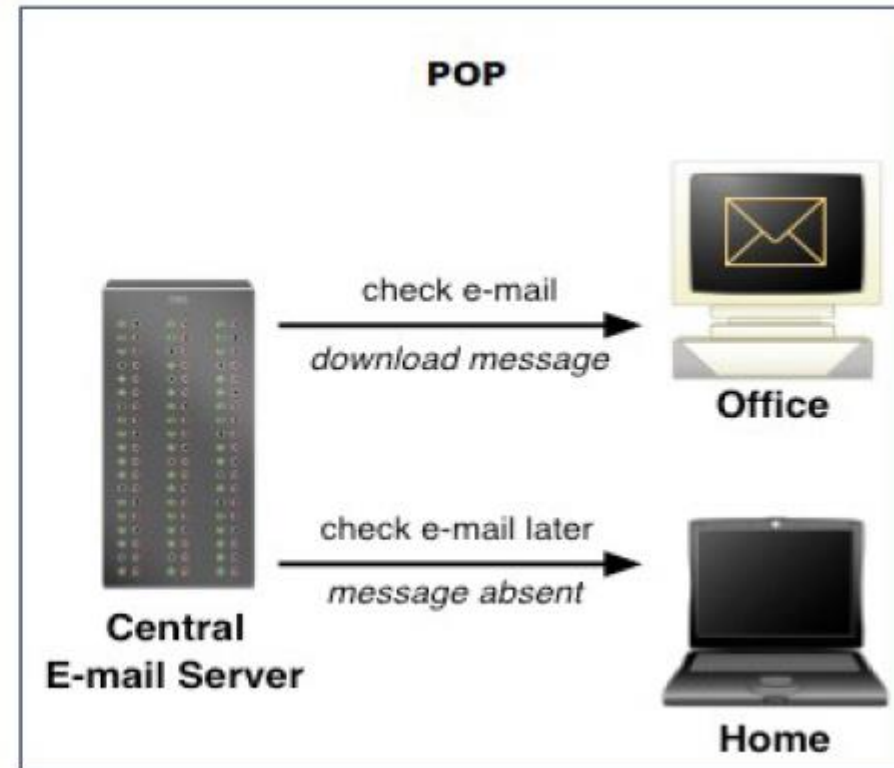 POP
check e-mail
download message
Office
check e-mail later
message absent
Central
E-mail Server
Home